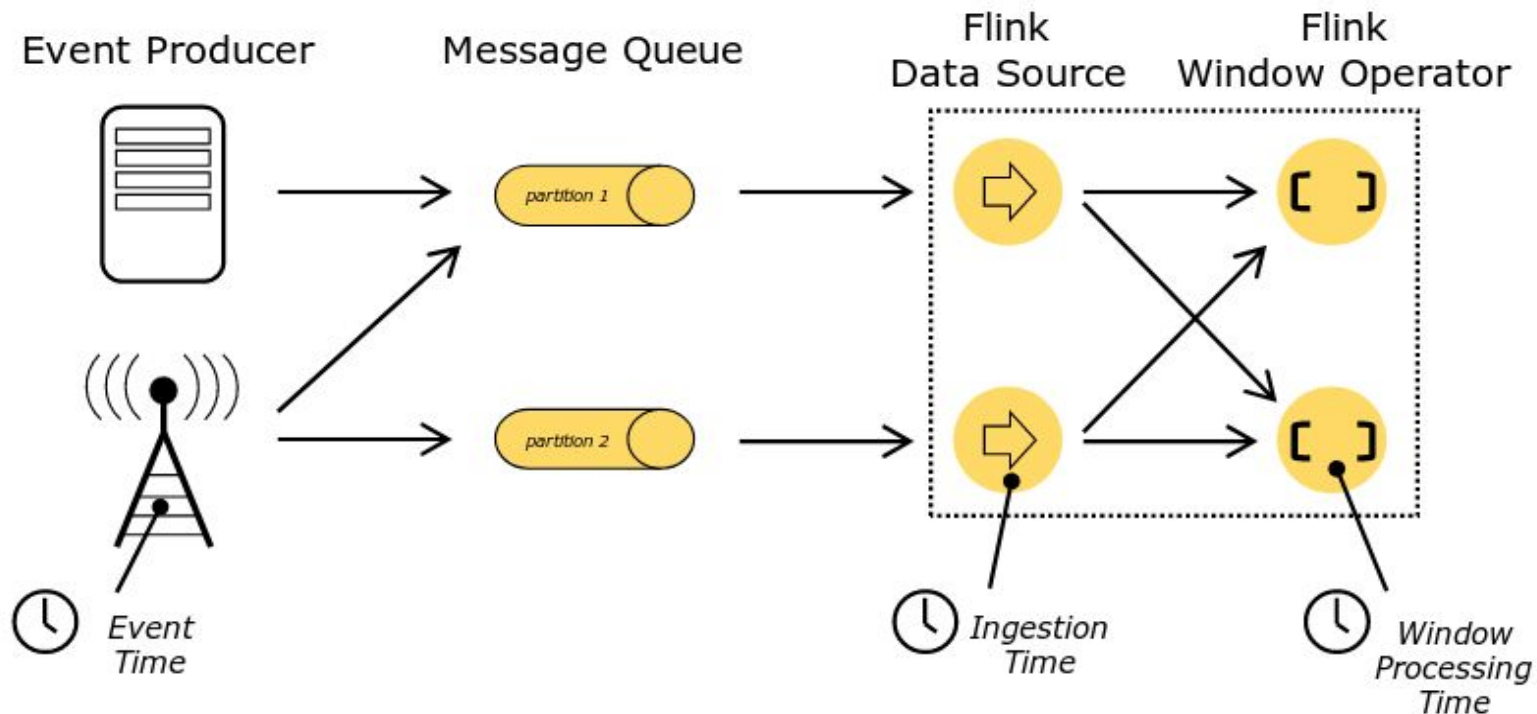 Event Producer
Message Queue
Flink
Data Source
Flink
Window Operator
partition 1
partition 2
Event
Time
Ingestion
Time
Window
Processing
Time